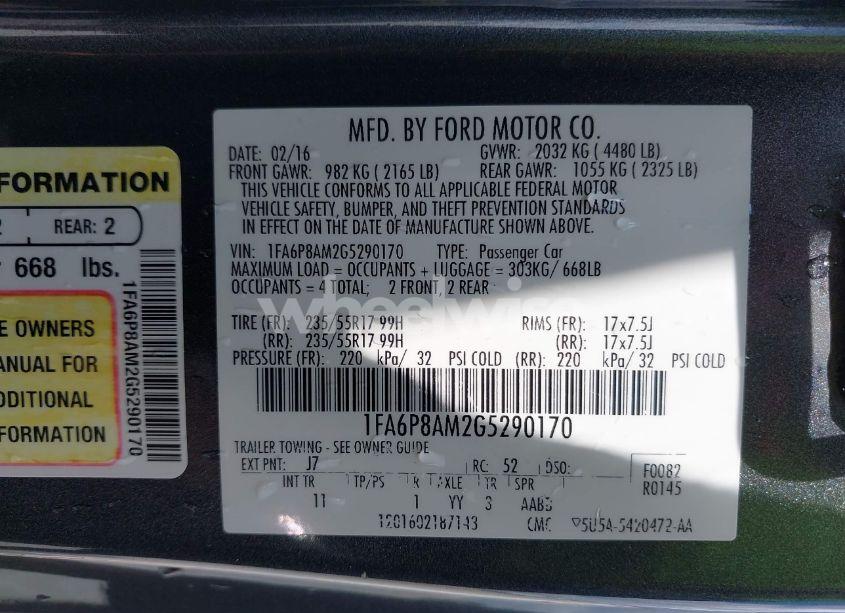 FORMATION
2
REAR: 2
668 lbs.
E OWNERS
ANUAL FOR
DDITIONAL
FORMATION
1FA6P8AM2G5290170
MFD. BY FORD MOTOR CO.
DATE: 02/16 GVWR: 2032 KG ( 4480 LB)
FRONT GAWR: 982 KG ( 2165 LB) REAR GAWR: 1055 KG ( 2325 LB)
THIS VEHICLE CONFORMS TO ALL APPLICABLE FEDERAL MOTOR
VEHICLE SAFETY, BUMPER, AND THEFT PREVENTION STANDARDS
IN EFFECT ON THE DATE OF MANUFACTURE SHOWN ABOVE.
VIN: 1FA6P8AM2G5290170 TYPE: Passenger Car
MAXIMUM LOAD = OCCUPANTS + LUGGAGE = 303KG/ 668LB
OCCUPANTS = 4 TOTAL; 2 FRONT, 2 REAR
wheelwise
TIRE (FR): 235/55R17 99H RIMS (FR): 17x7.5J
(RR): 235/55R17 99H (RR): 17x7.5J
PRESSURE (FR): 220 kPa/ 32 PSI COLD (RR): 220 kPa/ 32 PSI COLD
1FA6P8AM2G5290170
TRAILER TOWING - SEE OWNER GUIDE
EXT PNT: J7 RC: 52 DSO: F0082
INT TR TP/PS R AXLE TR SPR R0145
11 1 YY 3 AABB
1201602187143 CMC 5U5A-5420472-AA